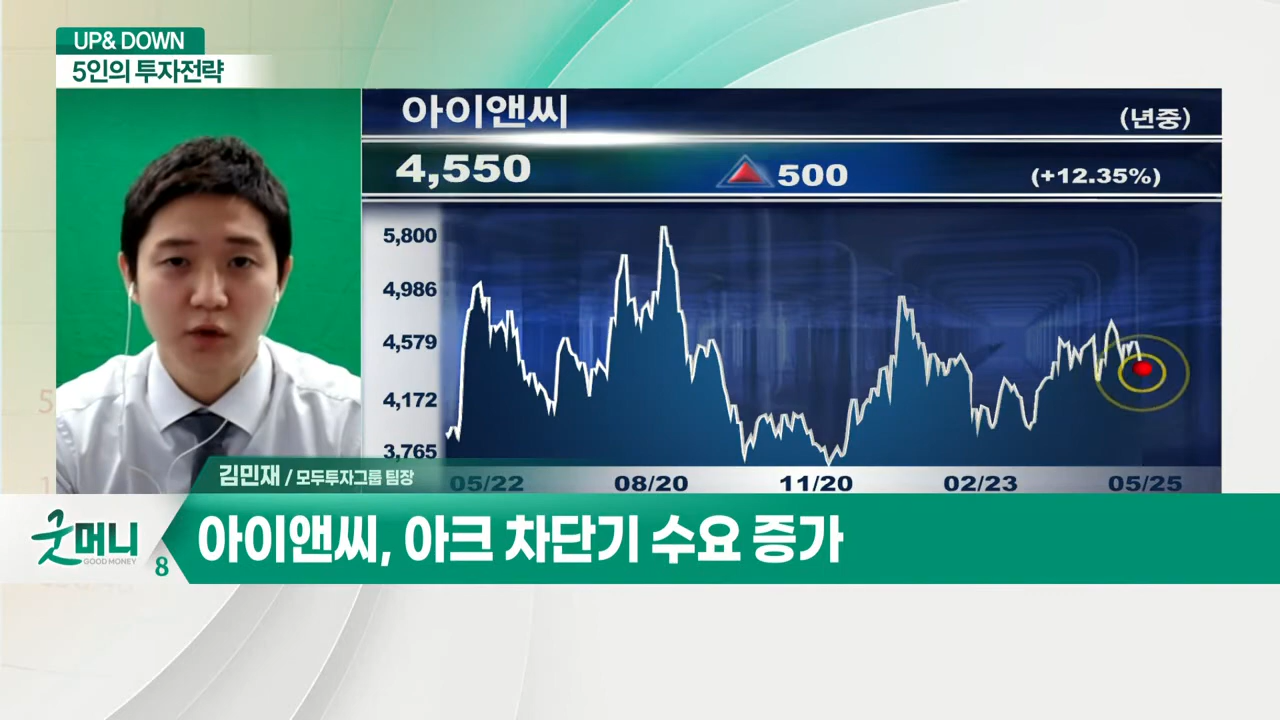 UP& DOWN
5인의 투자전략
아이앤씨
(년중)
4,550
500
(+12.35%)
5,800
4,986
4,579
4,172
3,765
05/22
08/20
11/20
02/23
05/25
김민재 / 모두투자그룹 팀장
굿머니
GOOD MONEY
8
아이앤씨, 아크 차단기 수요 증가